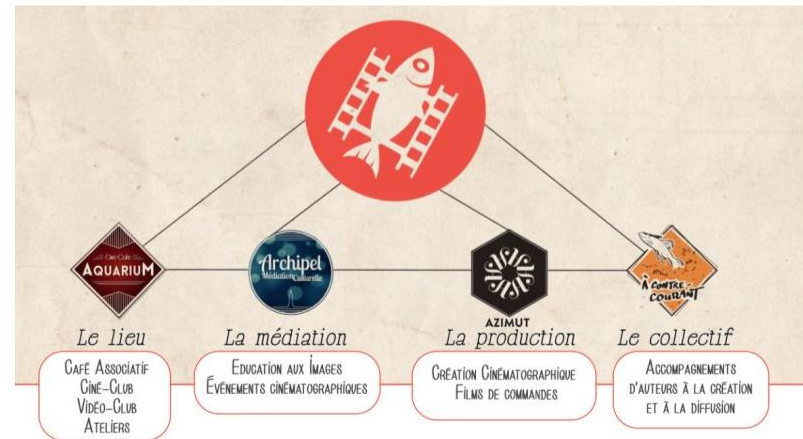 Ciné-Café
AQUARIUM
Archipel
Médiation Culturelle
AZIMUT
À CONTRE-
COURANT
Le lieu
La médiation
La production
Le collectif
CAFÉ ASSOCIATIF
CINÉ-CLUB
VIDÉO-CLUB
ATELIERS
EDUCATION AUX IMAGES
ÉVÉNEMENTS CINÉMATOGRAPHIQUES
CRÉATION CINÉMATOGRAPHIQUE
FILMS DE COMMANDES
ACCOMPAGNEMENTS
D'AUTEURS À LA CRÉATION
ET À LA DIFFUSION